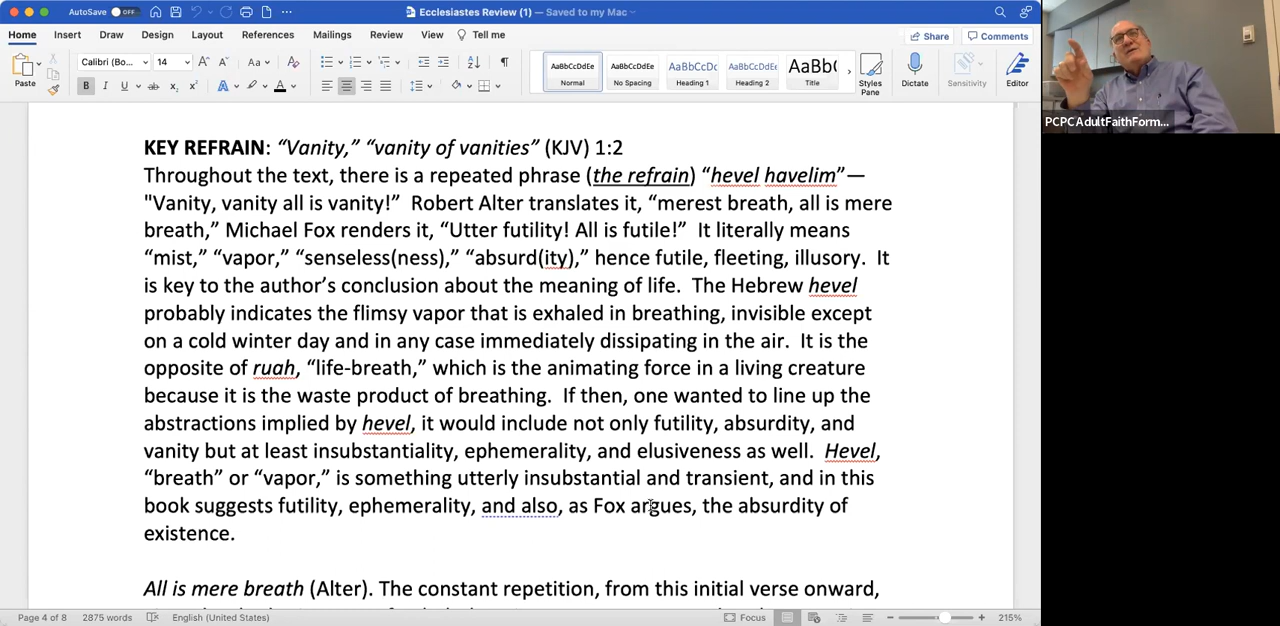 AutoSave OFF
Ecclesiastes Review (1) — Saved to my Mac
Home Insert Draw Design Layout References Mailings Review View Tell me
Share Comments
Paste
Calibri (Bo... 14
AaBbCcDdEe Normal
AaBbCcDdEe No Spacing
AaBbCcDc Heading 1
AaBbCcDdEe Heading 2
AaBb( Title
Styles Pane
Dictate
Sensitivity
Editor
PCPCAdultFaithForm...
KEY REFRAIN: “Vanity,” “vanity of vanities” (KJV) 1:2
Throughout the text, there is a repeated phrase (the refrain) “hevel havelim”—
"Vanity, vanity all is vanity!” Robert Alter translates it, “merest breath, all is mere
breath,” Michael Fox renders it, “Utter futility! All is futile!” It literally means
“mist,” “vapor,” “senseless(ness),” “absurd(ity),” hence futile, fleeting, illusory. It
is key to the author’s conclusion about the meaning of life. The Hebrew hevel
probably indicates the flimsy vapor that is exhaled in breathing, invisible except
on a cold winter day and in any case immediately dissipating in the air. It is the
opposite of ruah, “life-breath,” which is the animating force in a living creature
because it is the waste product of breathing. If then, one wanted to line up the
abstractions implied by hevel, it would include not only futility, absurdity, and
vanity but at least insubstantiality, ephemerality, and elusiveness as well. Hevel,
“breath” or “vapor,” is something utterly insubstantial and transient, and in this
book suggests futility, ephemerality, and also, as Fox argues, the absurdity of
existence.
All is mere breath (Alter). The constant repetition, from this initial verse onward,
Page 4 of 8 2875 words English (United States) Focus 215%